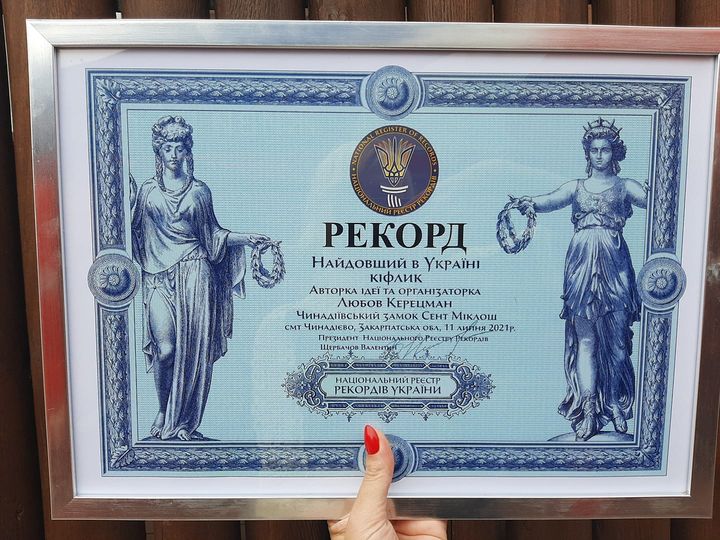 NATIONAL REGISTER OF RECORDS
НАЦІОНАЛЬНИЙ РЕЄСТР РЕКОРДІВ
РЕКОРД
Найдовший в Україні
кіфлик
Авторка ідеї та організаторка
Любов Керецман
Чинадіївський замок Сент Міклош
смт Чинадієво, Закарпатська обл. 11 липня 2021р.
Президент Національного Реєстру Рекордів
Щербачов Валентин
НАЦІОНАЛЬНИЙ РЕЄСТР
РЕКОРДІВ УКРАЇНИ